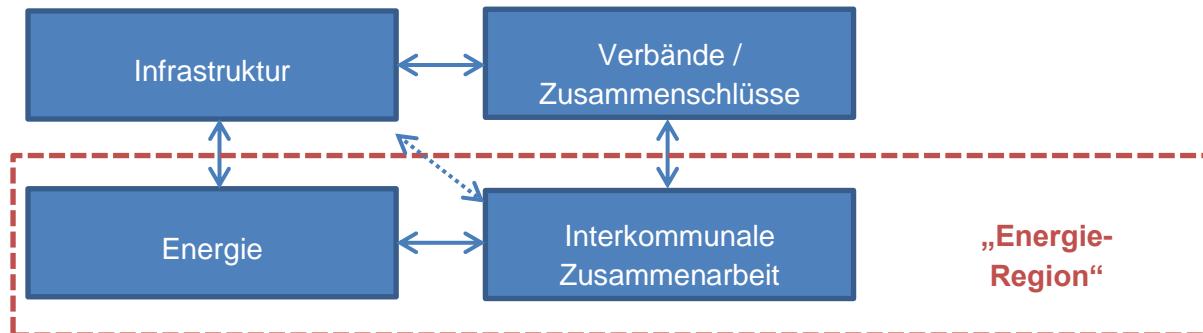 Infrastruktur
Verbände /
Zusammenschlüsse
Energie
Interkommunale
Zusammenarbeit
„Energie-
Region“